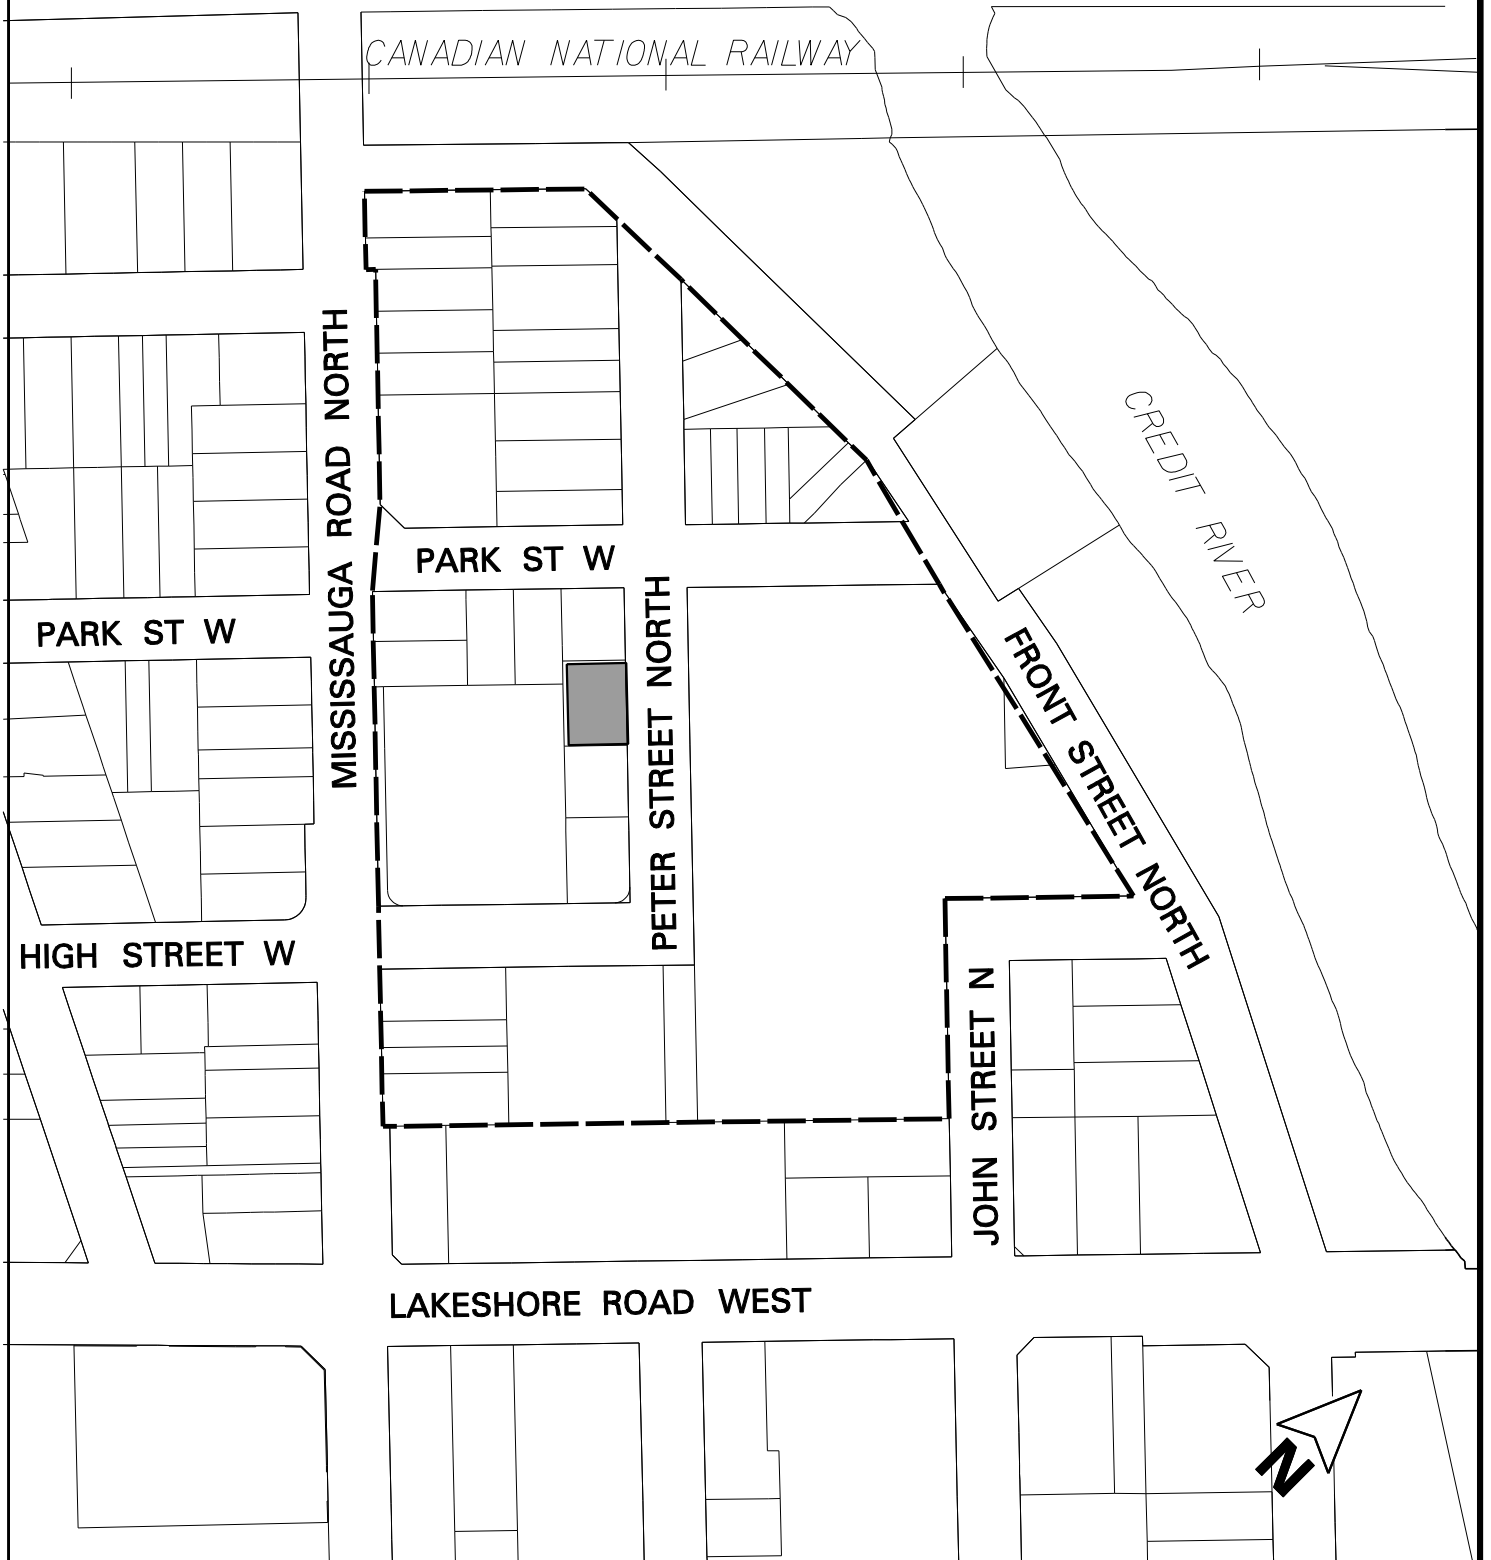 CANADIAN NATIONAL RAILWAY
MISSISSAUGA ROAD NORTH
CREDIT RIVER
PARK ST W
PARK ST W
PETER STREET NORTH
FRONT STREET NORTH
HIGH STREET W
JOHN STREET N
LAKESHORE ROAD WEST
N